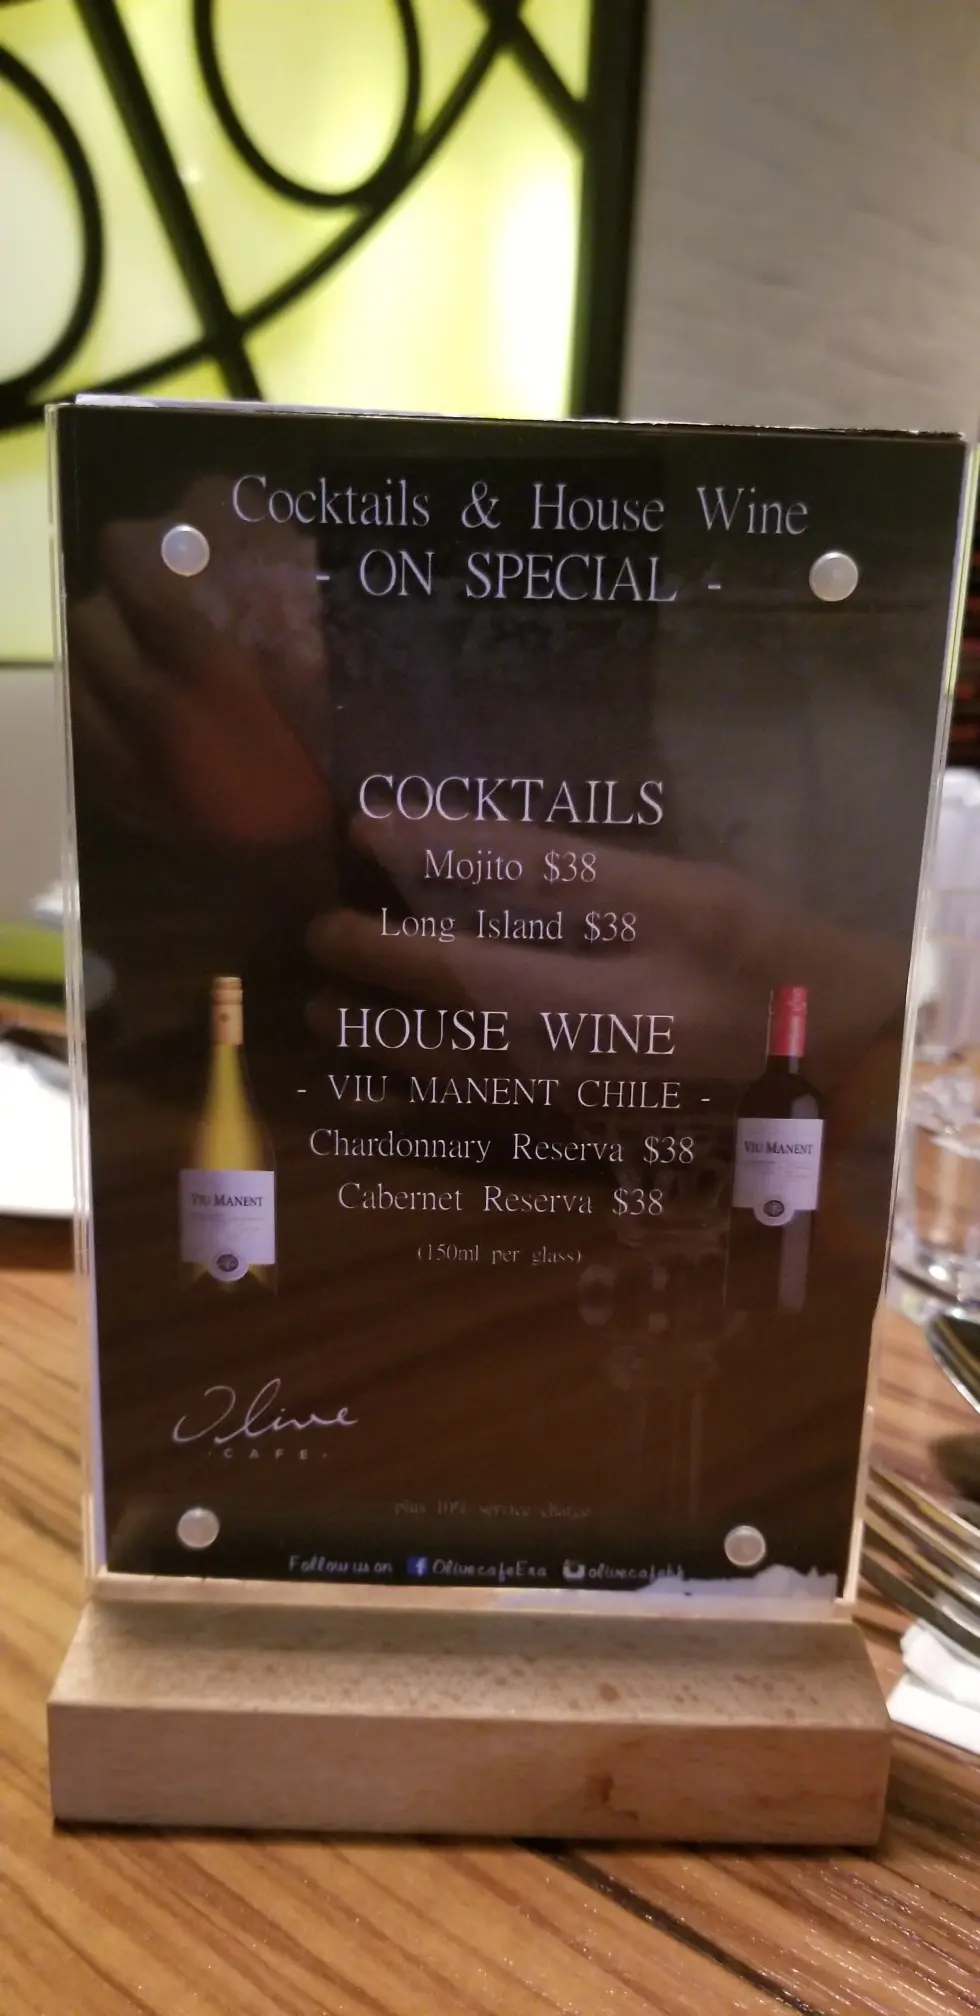 Cocktails & House Wine
- ON SPECIAL -
COCKTAILS
Mojito $38
Long Island $38
HOUSE WINE
- VIU MANENT CHILE -
Chardonnary Reserva $38
Cabernet Reserva $38
(150ml per glass)
VIU MANENT
VIU MANENT
Olive
· CAFE ·
plus 10% service charge
Follow us on f OlivecafeEna olivecafehk